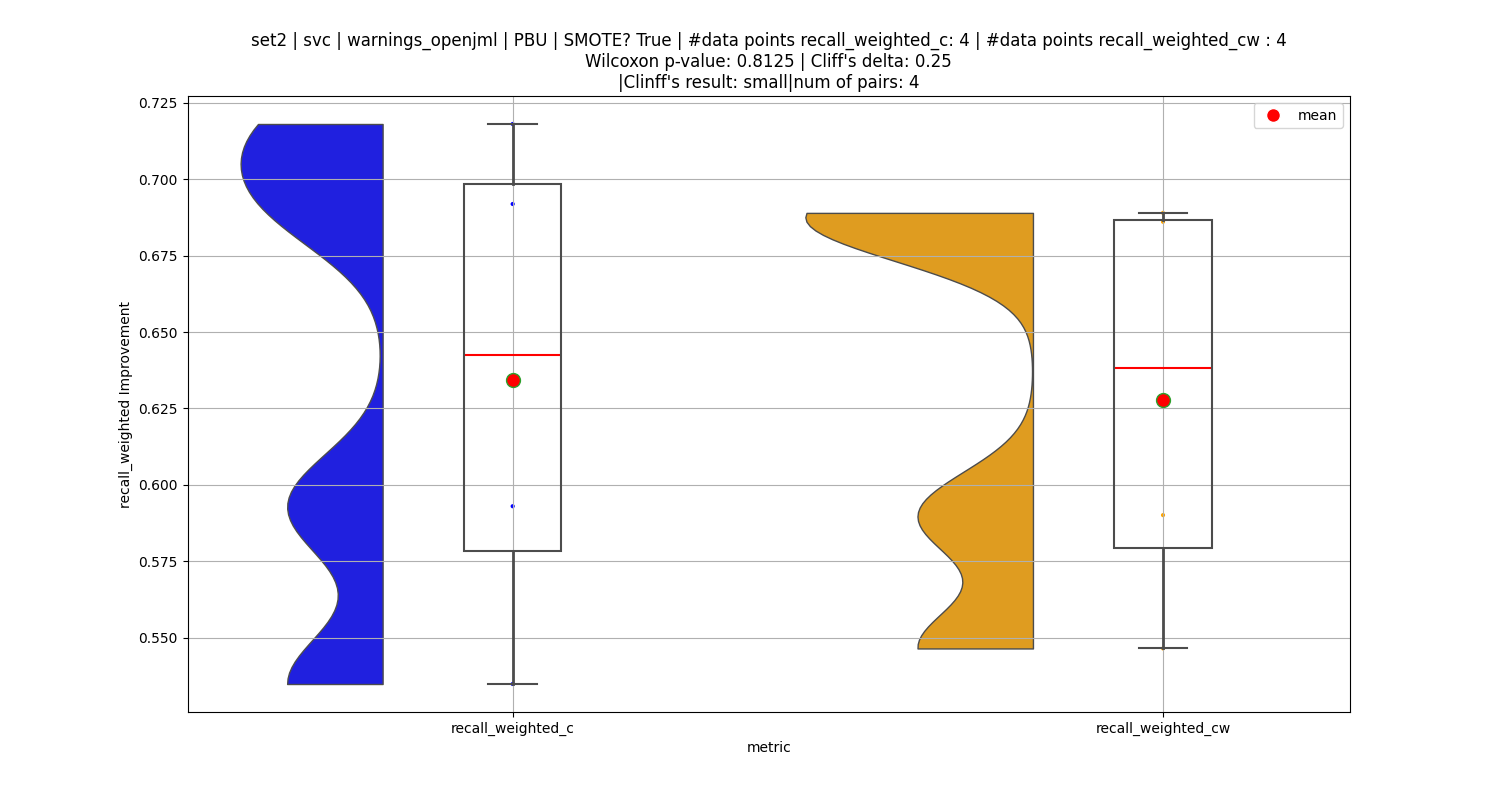 set2 | svc | warnings_openjml | PBU | SMOTE? True | #data points recall_weighted_c: 4 | #data points recall_weighted_cw : 4
Wilcoxon p-value: 0.8125 | Cliff's delta: 0.25
|Clinff's result: small|num of pairs: 4
mean
0.725
0.700
0.675
0.650
0.625
0.600
0.575
0.550
recall_weighted Improvement
recall_weighted_c
recall_weighted_cw
metric